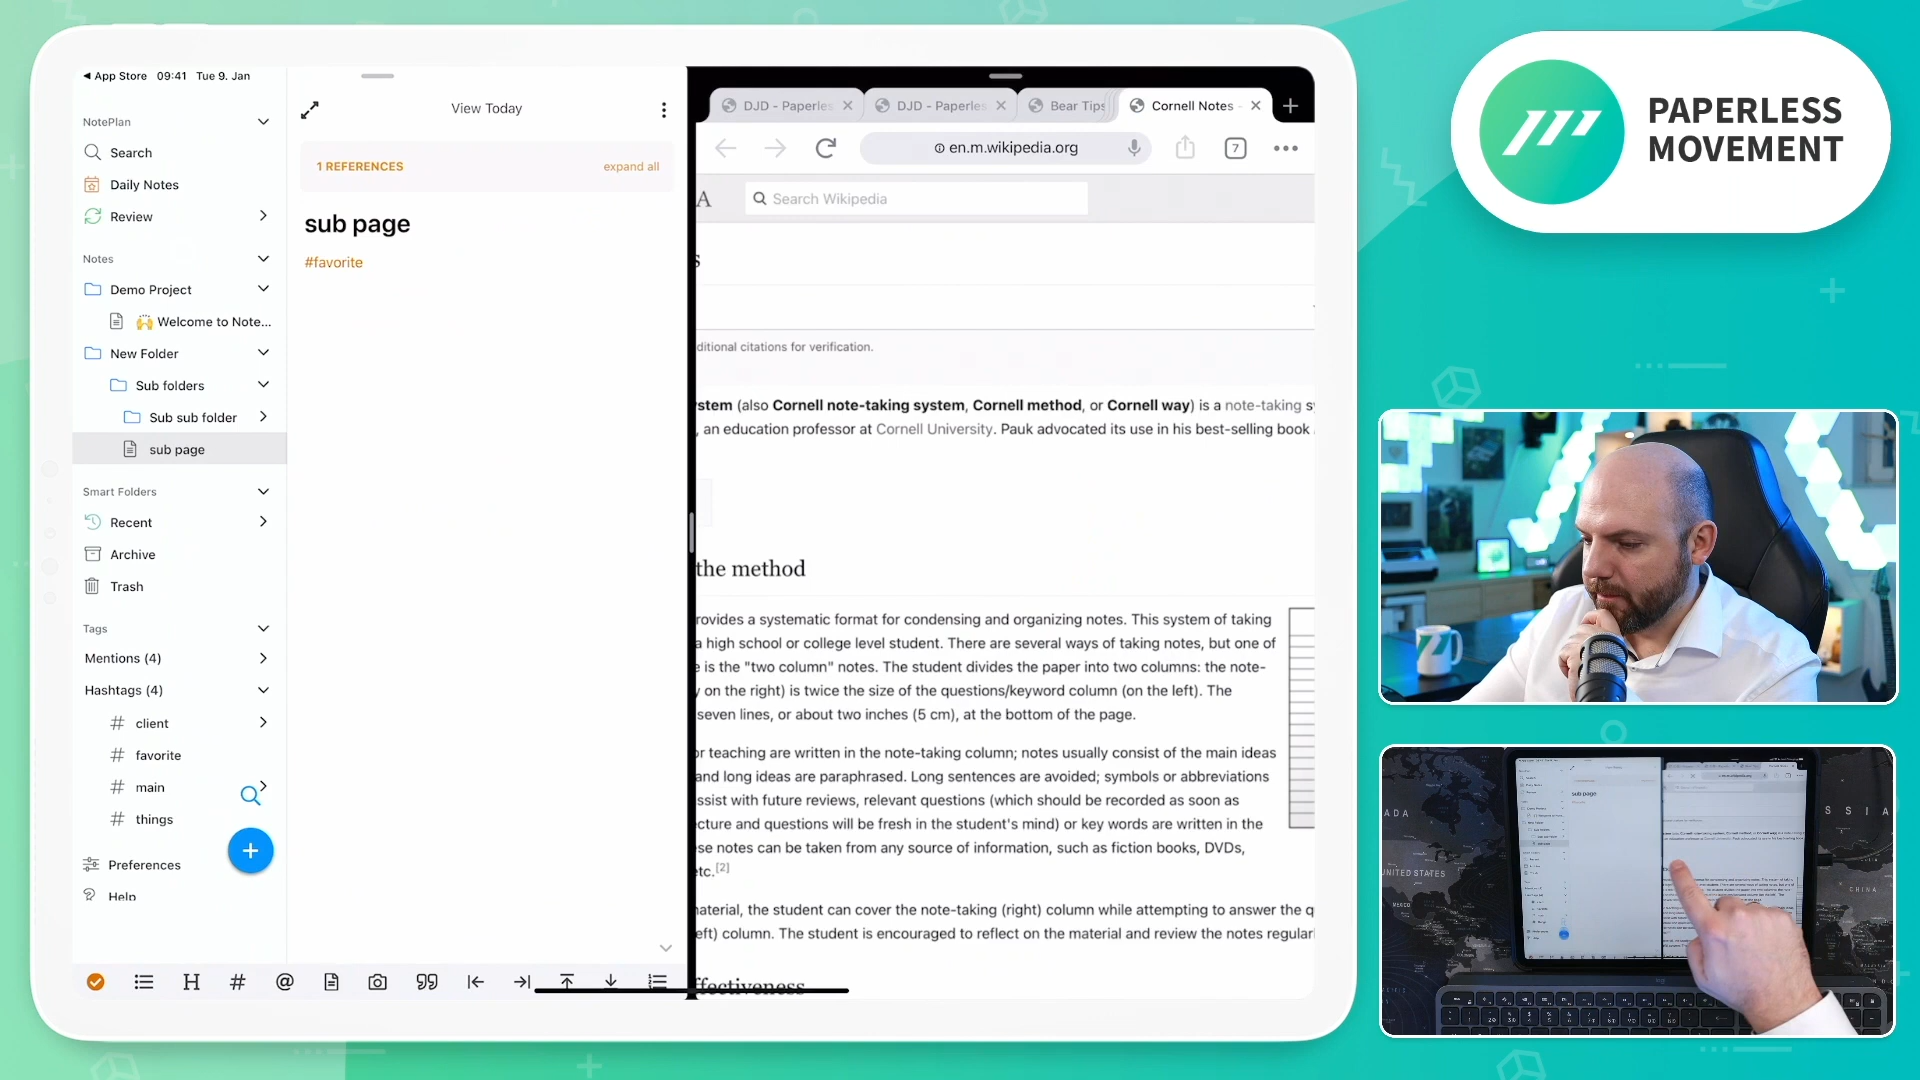 App Store 09:41 Tue 9. Jan
NotePlan
Search
Daily Notes
Review
Notes
Demo Project
🙌 Welcome to Note...
New Folder
Sub folders
Sub sub folder
sub page
Smart Folders
Recent
Archive
Trash
Tags
Mentions (4)
Hashtags (4)
# client
# favorite
# main
# things
Preferences
Help
View Today
1 REFERENCES expand all
sub page
#favorite
DJD - Paperles
DJD - Paperles
Bear Tips
Cornell Notes -
en.m.wikipedia.org
7
A
Search Wikipedia
s
ditional citations for verification.
stem (also Cornell note-taking system, Cornell method, or Cornell way) is a note-taking s
, an education professor at Cornell University. Pauk advocated its use in his best-selling book
the method
rovides a systematic format for condensing and organizing notes. This system of taking
a high school or college level student. There are several ways of taking notes, but one of
e is the "two column" notes. The student divides the paper into two columns: the note-
y on the right) is twice the size of the questions/keyword column (on the left). The
seven lines, or about two inches (5 cm), at the bottom of the page.
or teaching are written in the note-taking column; notes usually consist of the main ideas
and long ideas are paraphrased. Long sentences are avoided; symbols or abbreviations
ssist with future reviews, relevant questions (which should be recorded as soon as
ecture and questions will be fresh in the student's mind) or key words are written in the
se notes can be taken from any source of information, such as fiction books, DVDs,
etc.[2]
naterial, the student can cover the note-taking (right) column while attempting to answer the q
eft) column. The student is encouraged to reflect on the material and review the notes regular
ffectiveness
PAPERLESS
MOVEMENT
ADA
UNITED STATES
SSIA
CHINA
sub page